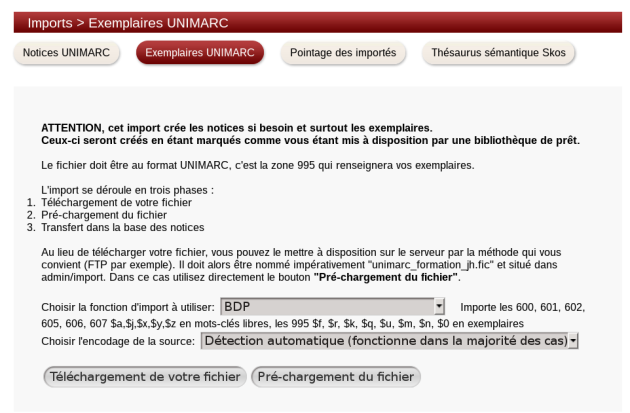 Imports > Exemplaires UNIMARC
Notices UNIMARC Exemplaires UNIMARC Pointage des importés Thésaurus sémantique Skos
ATTENTION, cet import crée les notices si besoin et surtout les exemplaires.
Ceux-ci seront créés en étant marqués comme vous étant mis à disposition par une bibliothèque de prêt.
Le fichier doit être au format UNIMARC, c'est la zone 995 qui renseignera vos exemplaires.
L'import se déroule en trois phases :
1. Téléchargement de votre fichier
2. Pré-chargement du fichier
3. Transfert dans la base des notices
Au lieu de télécharger votre fichier, vous pouvez le mettre à disposition sur le serveur par la méthode qui vous
convient (FTP par exemple). Il doit alors être nommé impérativement "unimarc_formation_jh.fic" et situé dans
admin/import. Dans ce cas utilisez directement le bouton "Pré-chargement du fichier".
Choisir la fonction d'import à utiliser: BDP Importe les 600, 601, 602,
605, 606, 607 $a,$j,$x,$y,$z en mots-clés libres, les 995 $f, $r, $k, $q, $u, $m, $n, $0 en exemplaires
Choisir l'encodage de la source: Détection automatique (fonctionne dans la majorité des cas)
Téléchargement de votre fichier Pré-chargement du fichier